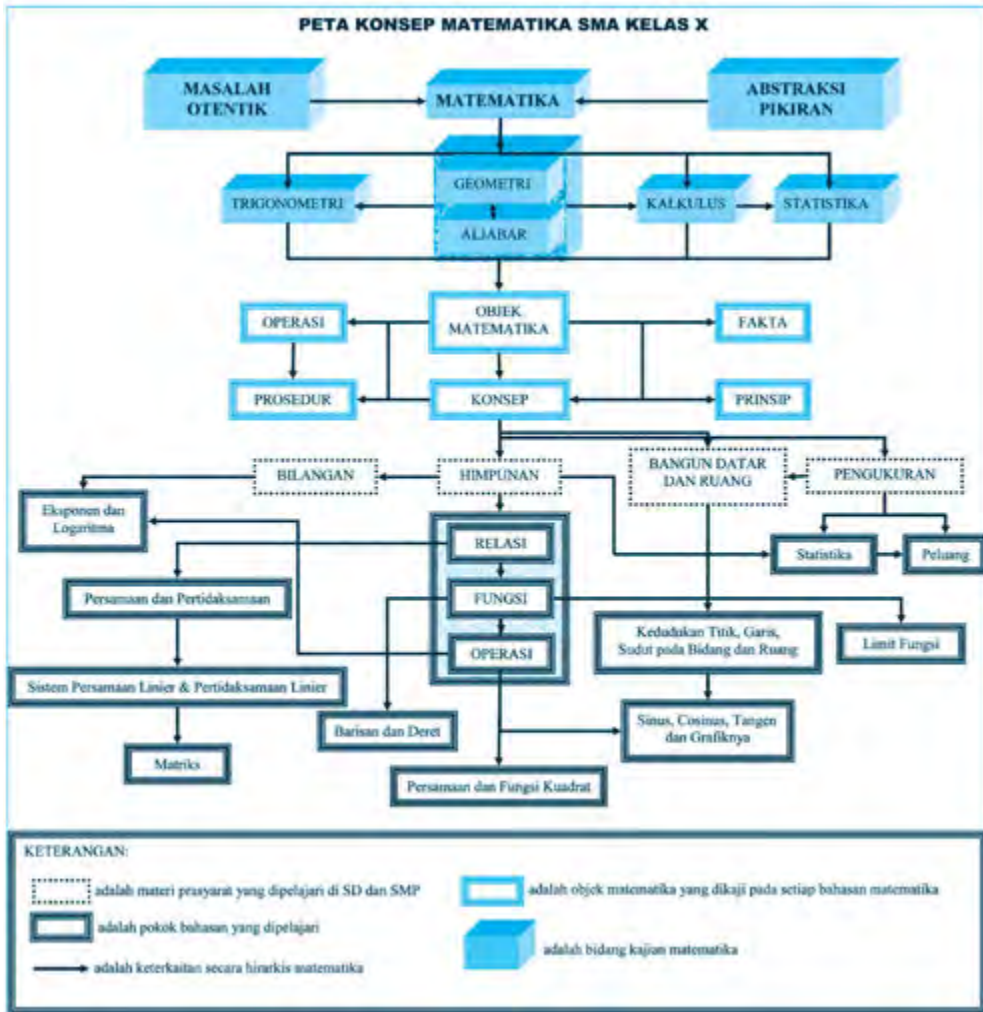 PETA KONSEP MATEMATIKA SMA KELAS X
MASALAH
OTENTIK
MATEMATIKA
ABSTRAKSI
PIKIRAN
GEOMETRI
TRIGONOMETRI
KALKULUS
STATISTIKA
ALJABAR
OPERASI
OBJEK
MATEMATIKA
FAKTA
PROSEDUR
KONSEP
PRINSIP
BILANGAN
HIMPUNAN
BANGUN DATAR
DAN RUANG
PENGUKURAN
Eksponen dan
Logaritma
RELASI
Statistika
Peluang
Persamaan dan Pertidaksamaan
FUNGSI
Kedudukan Titik, Garis,
Sudut pada Bidang dan Ruang
Limit Fungsi
OPERASI
Sistem Persamaan Linier & Pertidaksamaan Linier
Barisan dan Deret
Sinus, Cosinus, Tangen
dan Grafiknya
Matriks
Persamaan dan Fungsi Kuadrat
KETERANGAN:
adalah materi prasyarat yang dipelajari di SD dan SMP
adalah objek matematika yang dikaji pada setiap bahasan matematika
adalah pokok bahasan yang dipelajari
adalah bidang kajian matematika
adalah keterkaitan secara hirarkis matematika